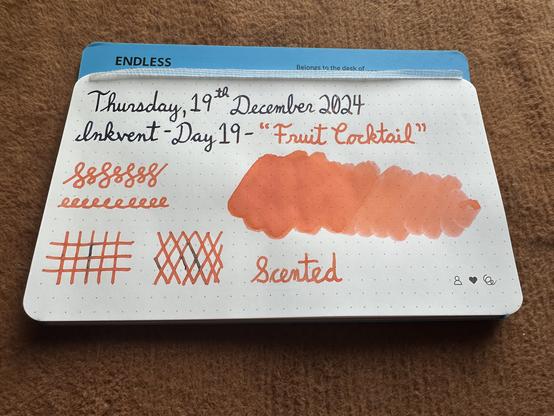 ENDLESS
Belongs to the desk of
Thursday, 19th December 2024
Inkvent - Day 19 - "Fruit Cocktail"
Scented